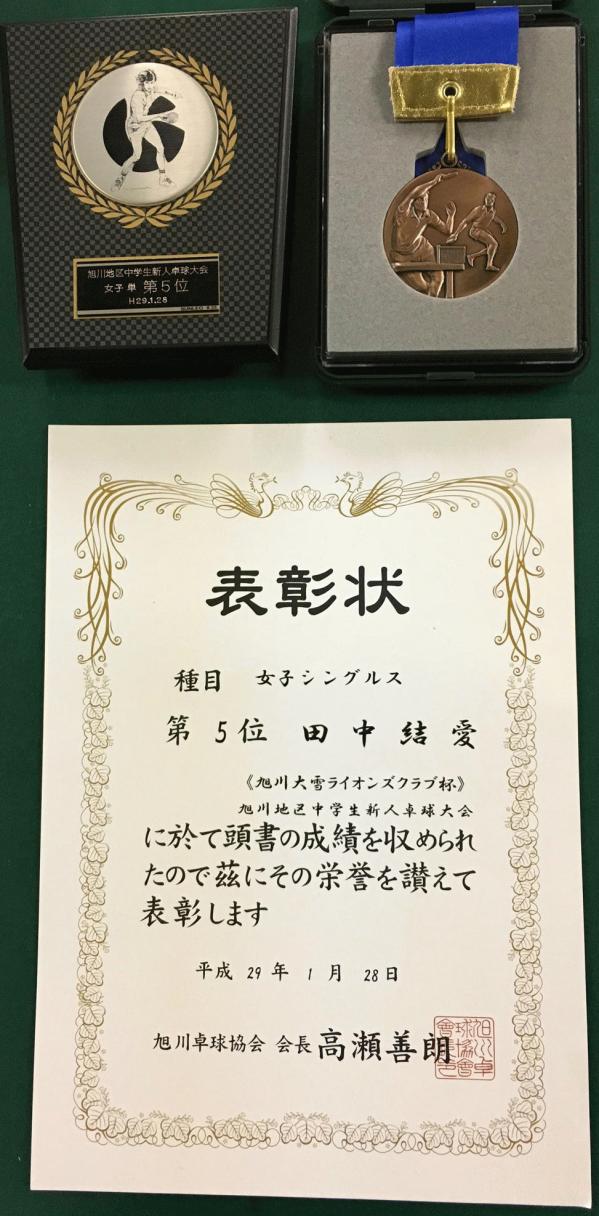 旭川地区中学生新人卓球大会
女子 単 第5位
H29.1.28
表彰状
種目 女子シングルス
第 5 位 田中結愛
《旭川大雪ライオンズクラブ杯》
旭川地区中学生新人卓球大会
に於て頭書の成績を収められ
たので茲にその栄誉を讃えて
表彰します
平成 29 年 1 月 28 日
旭川卓球協会 会長 高瀬善朗